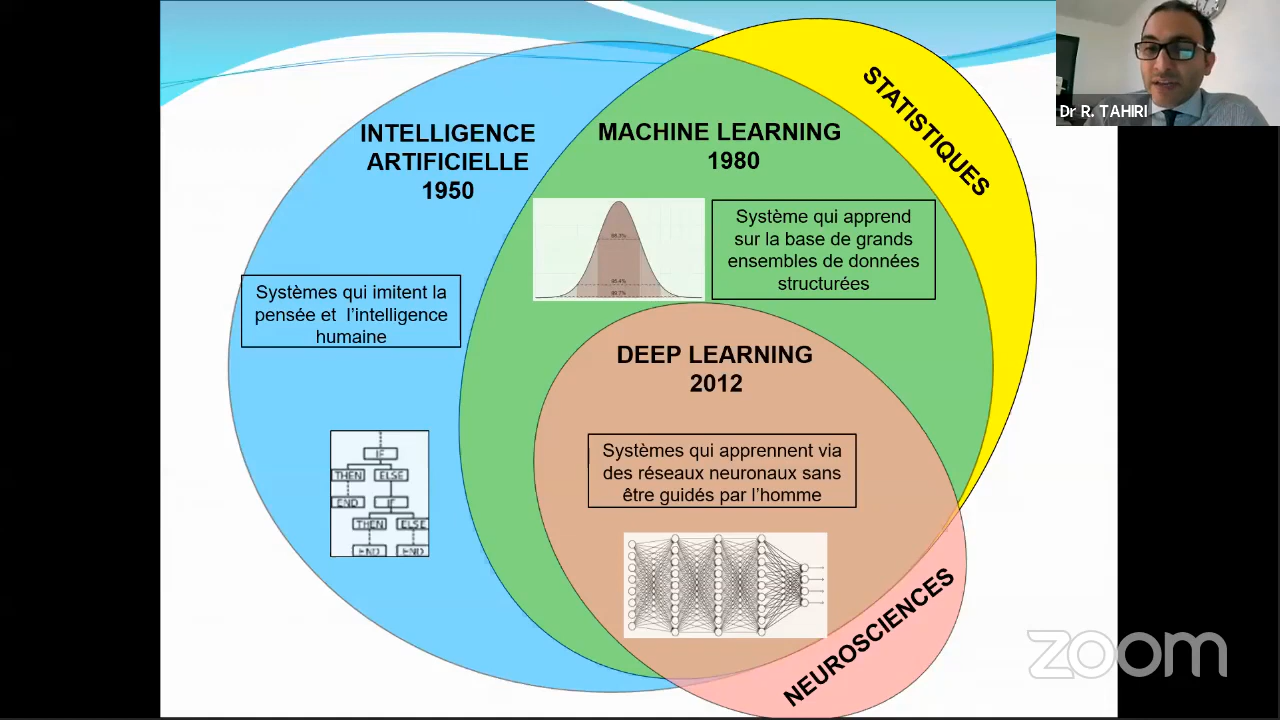 INTELLIGENCE
ARTIFICIELLE
1950
MACHINE LEARNING
1980
STATISTIQUES
Dr R. TAHIRI
Système qui apprend
sur la base de grands
ensembles de données
structurées
Systèmes qui imitent la
pensée et l’intelligence
humaine
DEEP LEARNING
2012
Systèmes qui apprennent via
des réseaux neuronaux sans
être guidés par l’homme
IF
THEN ELSE
END IF
THEN ELSE
END END
NEUROSCIENCES
zoom